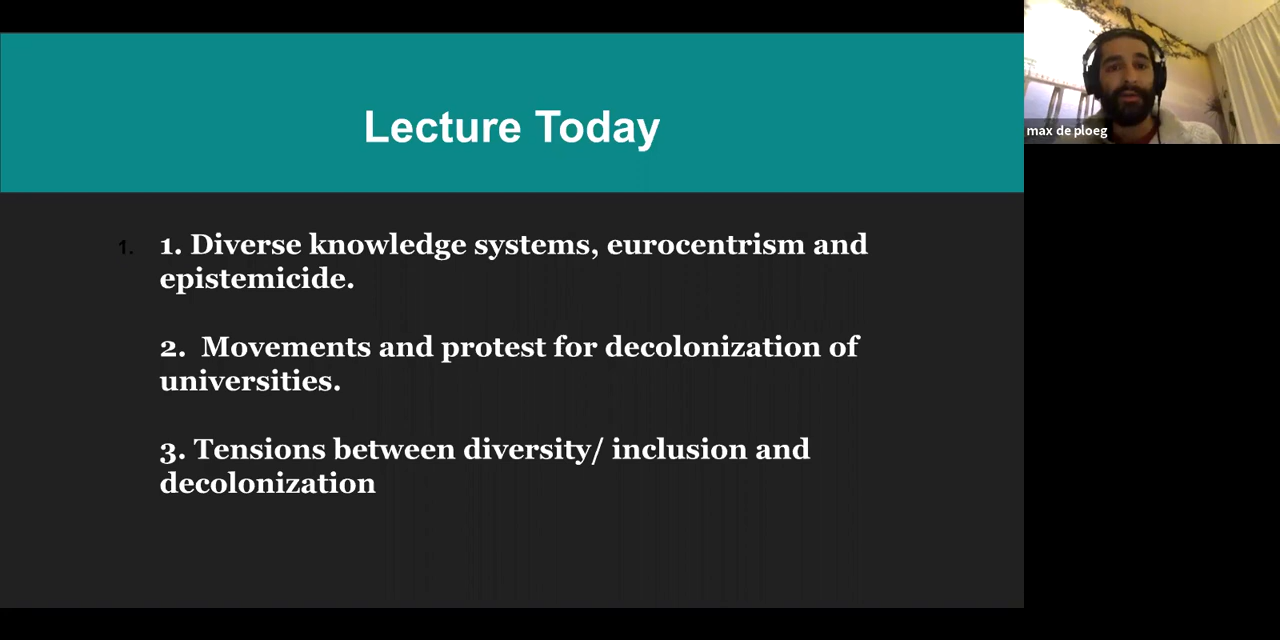 Lecture Today
max de ploeg
1. 1. Diverse knowledge systems, eurocentrism and
epistemicide.
2. Movements and protest for decolonization of
universities.
3. Tensions between diversity/ inclusion and
decolonization